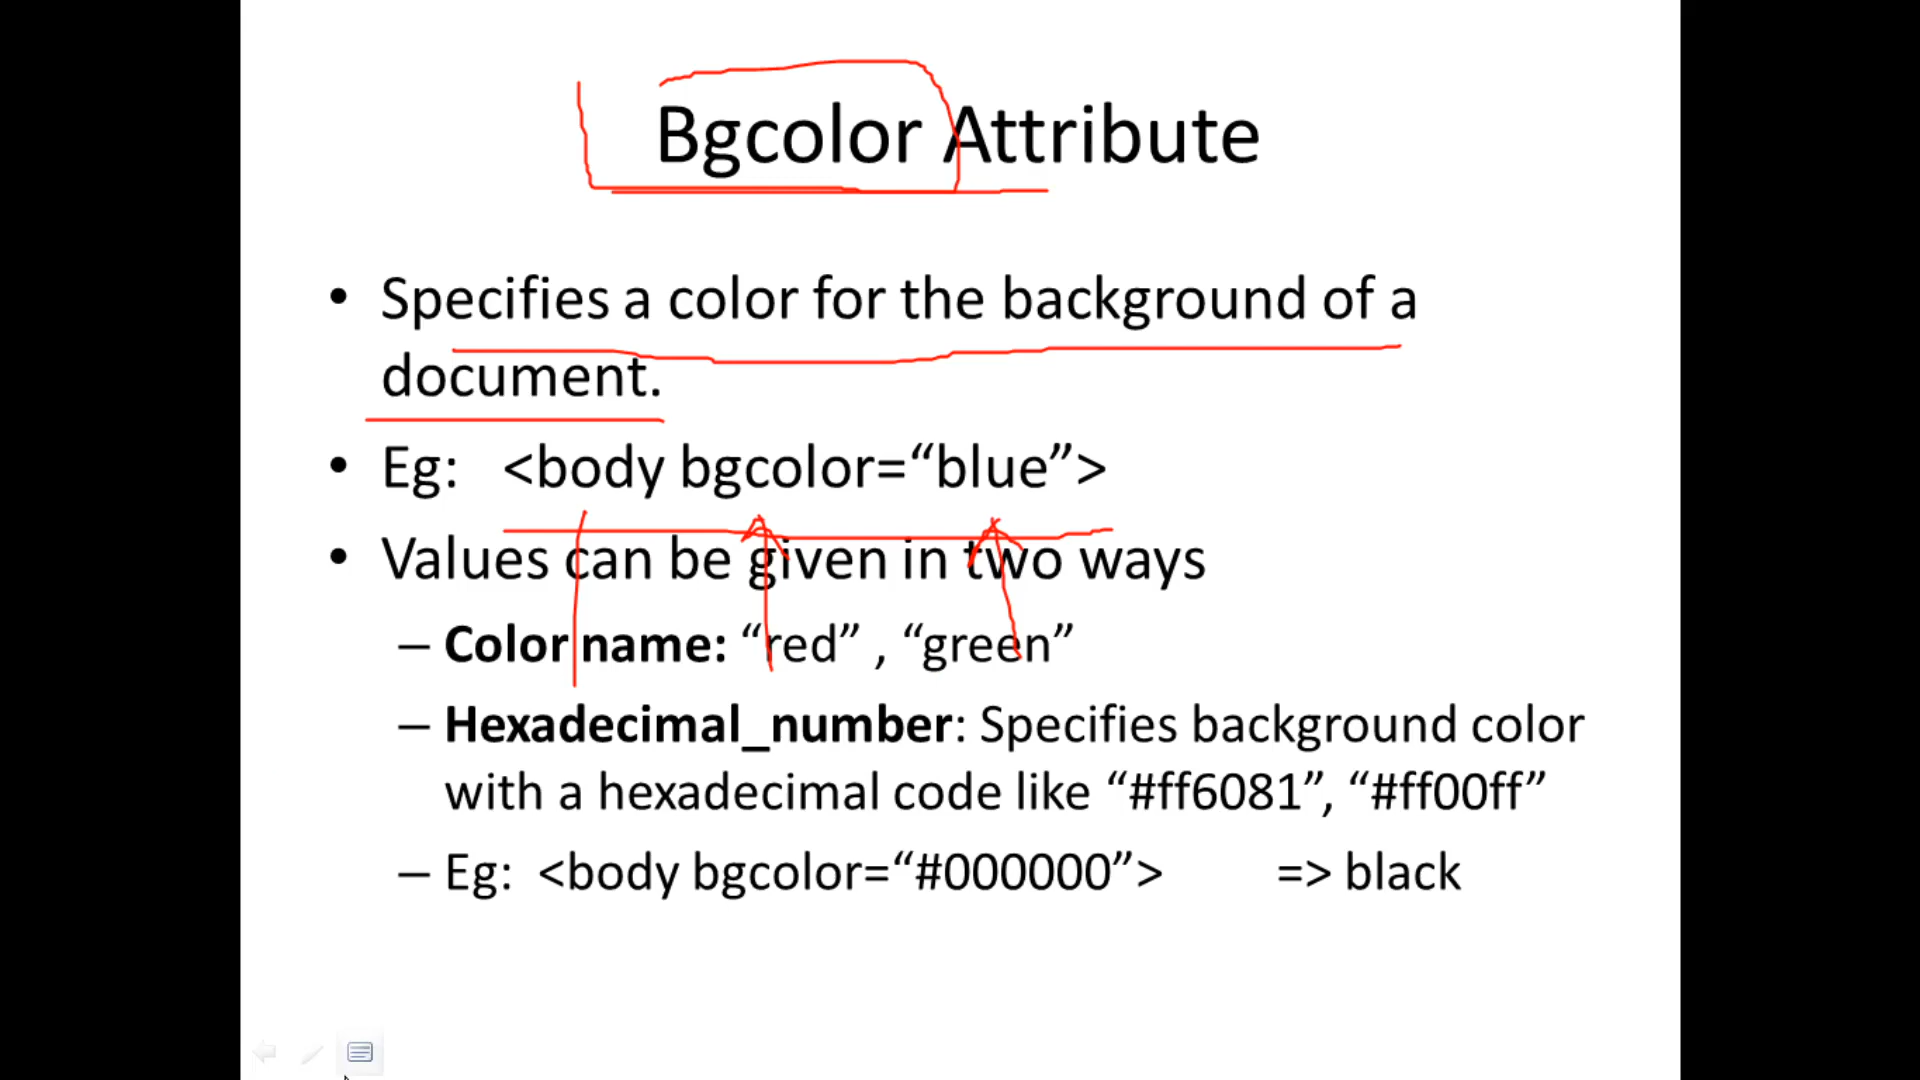 Bgcolor Attribute
• Specifies a color for the background of a
document.
• Eg: <body bgcolor=“blue”>
• Values can be given in two ways
– Color name: “red” , “green”
– Hexadecimal_number: Specifies background color
with a hexadecimal code like “#ff6081”, “#ff00ff”
– Eg: <body bgcolor=“#000000”> => black